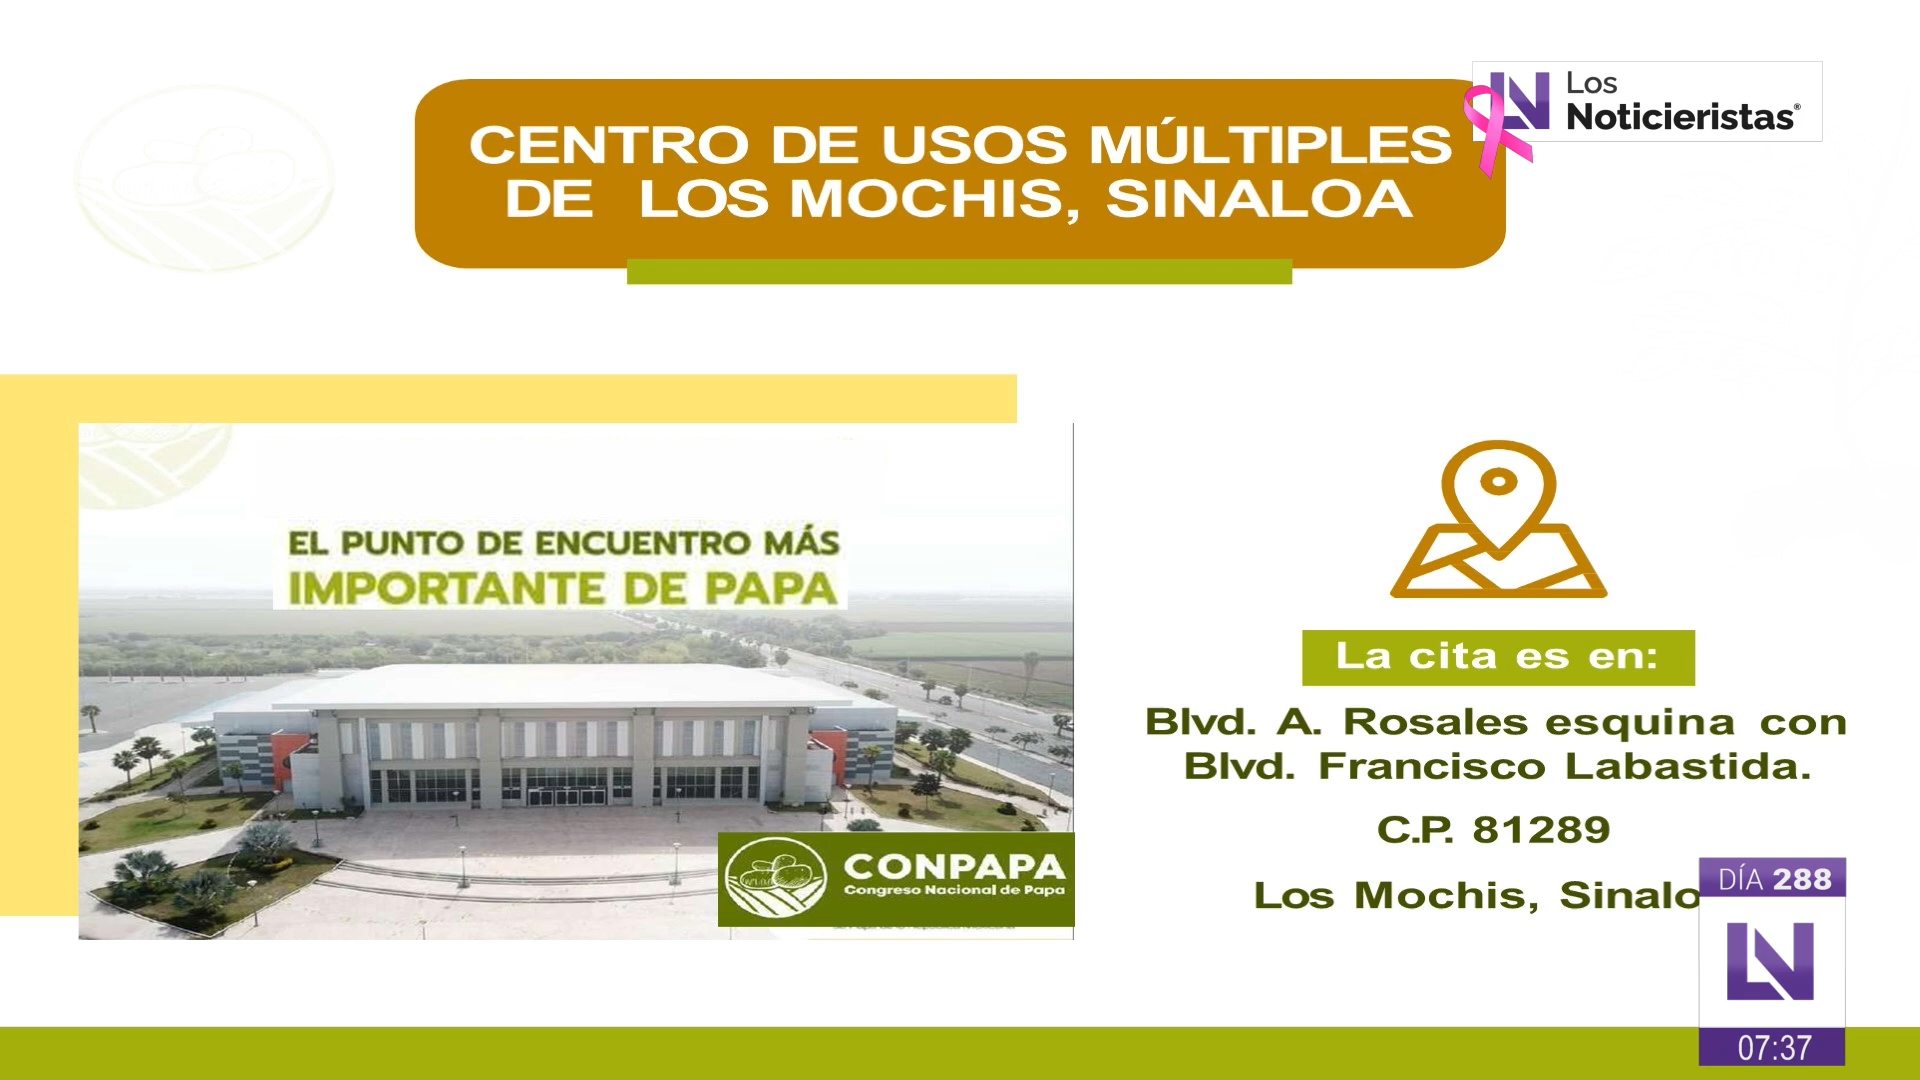 CENTRO DE USOS MÚLTIPLES
DE LOS MOCHIS, SINALOA
Los
Noticieristas®
EL PUNTO DE ENCUENTRO MÁS
IMPORTANTE DE PAPA
CONPAPA
Congreso Nacional de Papa
La cita es en:
Blvd. A. Rosales esquina con
Blvd. Francisco Labastida.
C.P. 81289
Los Mochis, Sinalo
DÍA 288
LN
07:37